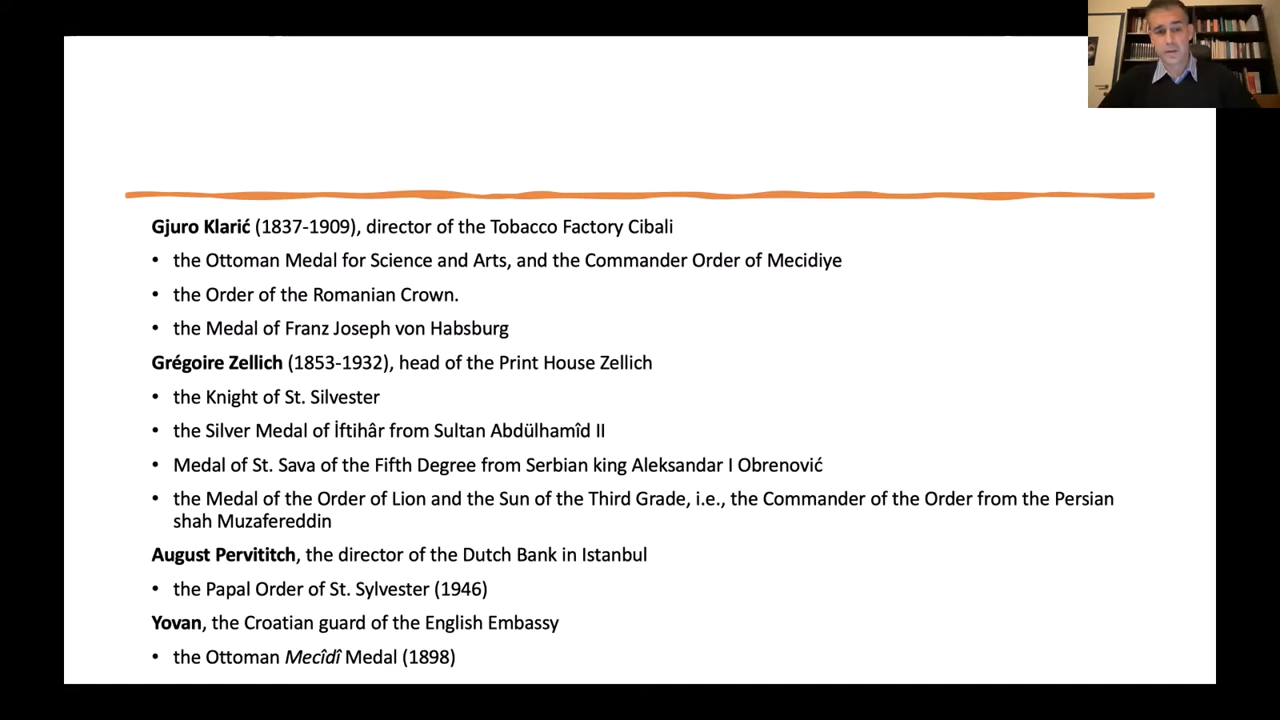 Gjuro Klarić (1837-1909), director of the Tobacco Factory Cibali
• the Ottoman Medal for Science and Arts, and the Commander Order of Mecidiye
• the Order of the Romanian Crown.
• the Medal of Franz Joseph von Habsburg
Grégoire Zellich (1853-1932), head of the Print House Zellich
• the Knight of St. Silvester
• the Silver Medal of İftihâr from Sultan Abdülhamîd II
• Medal of St. Sava of the Fifth Degree from Serbian king Aleksandar I Obrenović
• the Medal of the Order of Lion and the Sun of the Third Grade, i.e., the Commander of the Order from the Persian
shah Muzafereddin
August Pervititch, the director of the Dutch Bank in Istanbul
• the Papal Order of St. Sylvester (1946)
Yovan, the Croatian guard of the English Embassy
• the Ottoman Mecîdî Medal (1898)